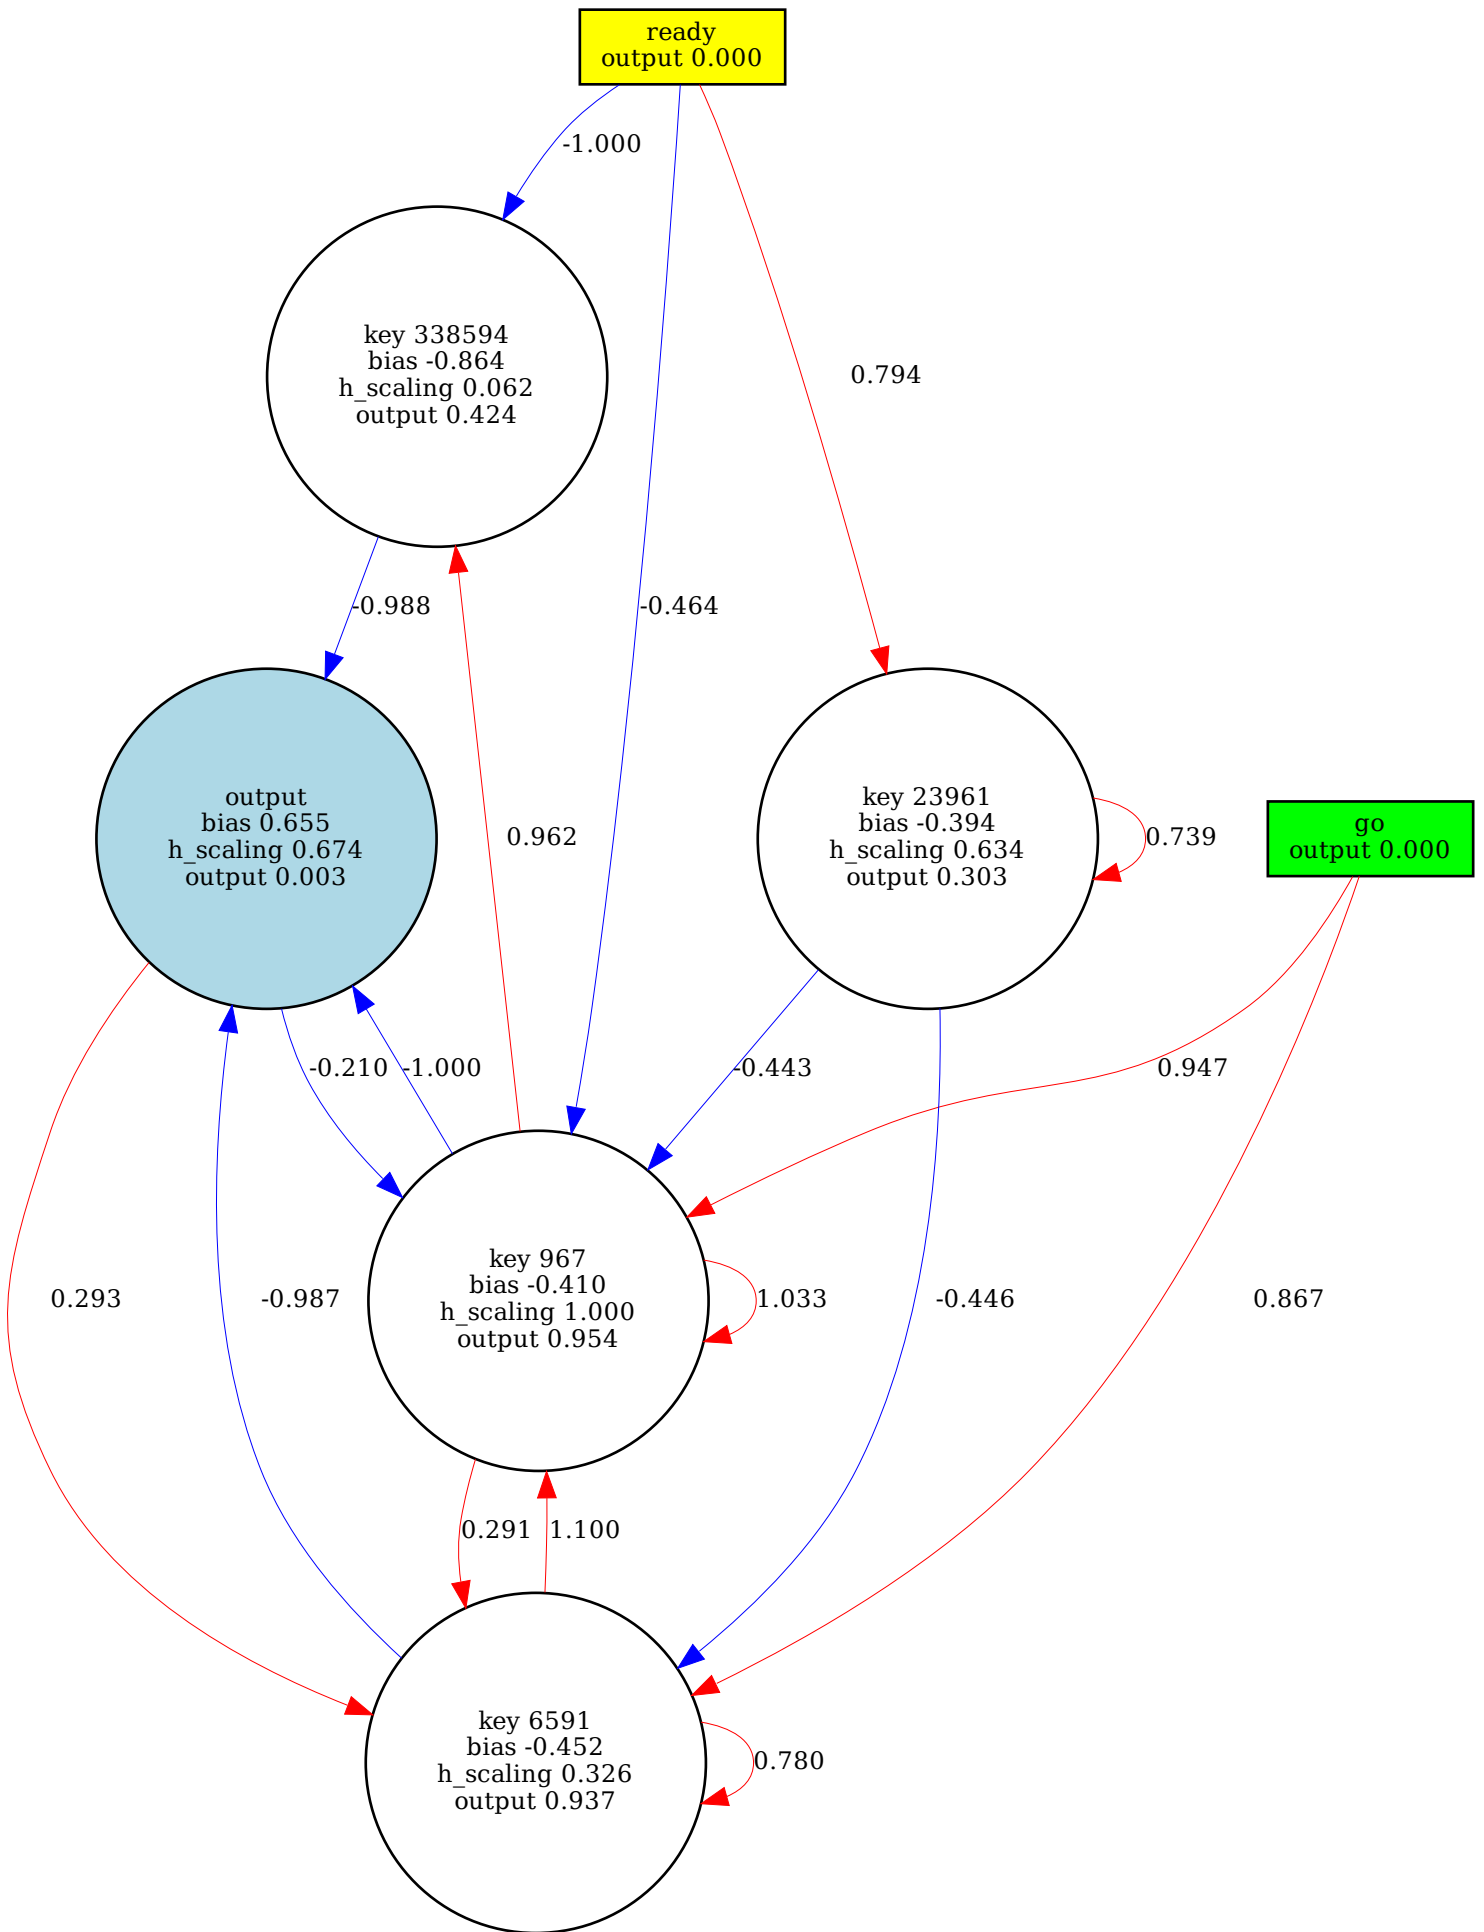 ready
output 0.000
-1.000
key 338594
bias -0.864
h_scaling 0.062
output 0.424
0.794
-0.988
-0.464
output
bias 0.655
h_scaling 0.674
output 0.003
0.962
key 23961
bias -0.394
h_scaling 0.634
output 0.303
0.739
go
output 0.000
-0.210
-1.000
-0.443
0.947
key 967
bias -0.410
h_scaling 1.000
output 0.954
0.293
-0.987
1.033
-0.446
0.867
0.291
1.100
key 6591
bias -0.452
h_scaling 0.326
output 0.937
0.780